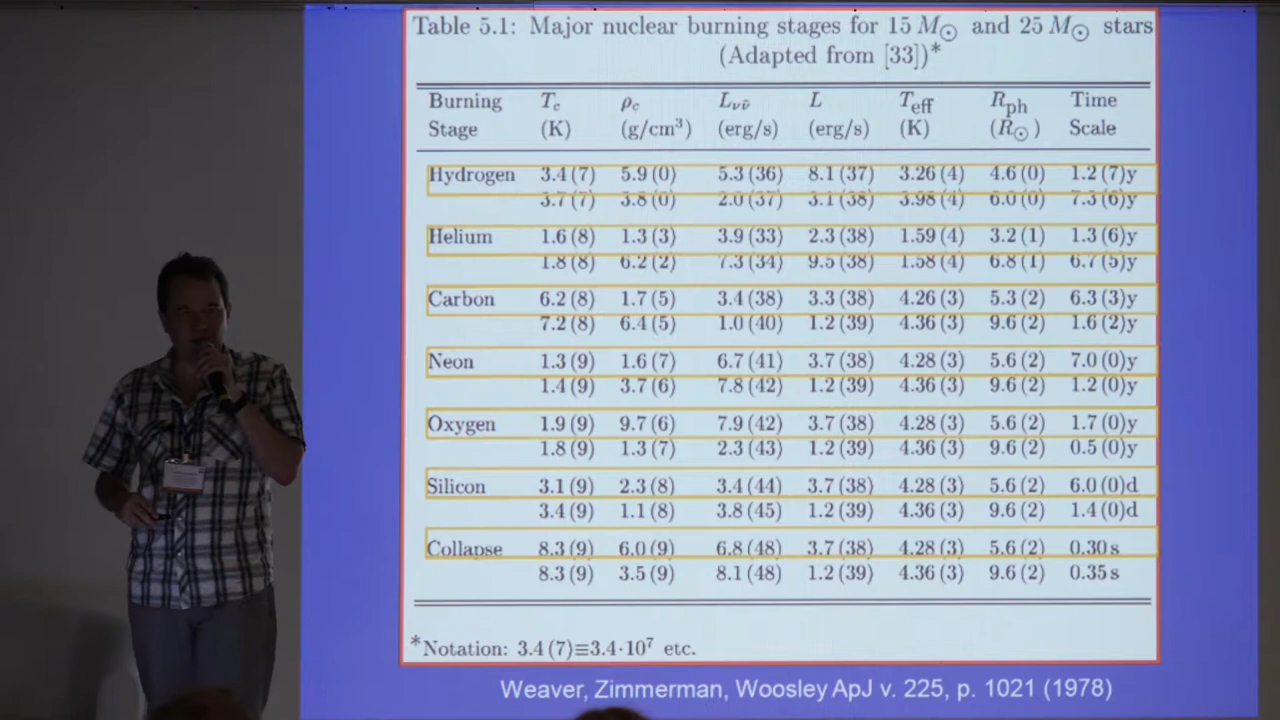 Table 5.1: Major nuclear burning stages for 15 M⊙ and 25 M⊙ stars
(Adapted from [33])*
Burning Stage T_c (K) ρ_c (g/cm³) L_νν̄ (erg/s) L (erg/s) T_eff (K) R_ph (R⊙) Time Scale
Hydrogen 3.4 (7) 5.9 (0) 5.3 (36) 8.1 (37) 3.26 (4) 4.6 (0) 1.2 (7)y
3.7 (7) 3.8 (0) 2.0 (37) 3.1 (38) 3.98 (4) 6.0 (0) 7.3 (6)y
Helium 1.6 (8) 1.3 (3) 3.9 (33) 2.3 (38) 1.59 (4) 3.2 (1) 1.3 (6)y
1.8 (8) 6.2 (2) 7.3 (34) 9.5 (38) 1.58 (4) 6.8 (1) 6.7 (5)y
Carbon 6.2 (8) 1.7 (5) 3.4 (38) 3.3 (38) 4.26 (3) 5.3 (2) 6.3 (3)y
7.2 (8) 6.4 (5) 1.0 (40) 1.2 (39) 4.36 (3) 9.6 (2) 1.6 (2)y
Neon 1.3 (9) 1.6 (7) 6.7 (41) 3.7 (38) 4.28 (3) 5.6 (2) 7.0 (0)y
1.4 (9) 3.7 (6) 7.8 (42) 1.2 (39) 4.36 (3) 9.6 (2) 1.2 (0)y
Oxygen 1.9 (9) 9.7 (6) 7.9 (42) 3.7 (38) 4.28 (3) 5.6 (2) 1.7 (0)y
1.8 (9) 1.3 (7) 2.3 (43) 1.2 (39) 4.36 (3) 9.6 (2) 0.5 (0)y
Silicon 3.1 (9) 2.3 (8) 3.4 (44) 3.7 (38) 4.28 (3) 5.6 (2) 6.0 (0)d
3.4 (9) 1.1 (8) 3.8 (45) 1.2 (39) 4.36 (3) 9.6 (2) 1.4 (0)d
Collapse 8.3 (9) 6.0 (9) 6.8 (48) 3.7 (38) 4.28 (3) 5.6 (2) 0.30 s
8.3 (9) 3.5 (9) 8.1 (48) 1.2 (39) 4.36 (3) 9.6 (2) 0.35 s
*Notation: 3.4 (7)≡3.4·10⁷ etc.
Weaver, Zimmerman, Woosley ApJ v. 225, p. 1021 (1978)